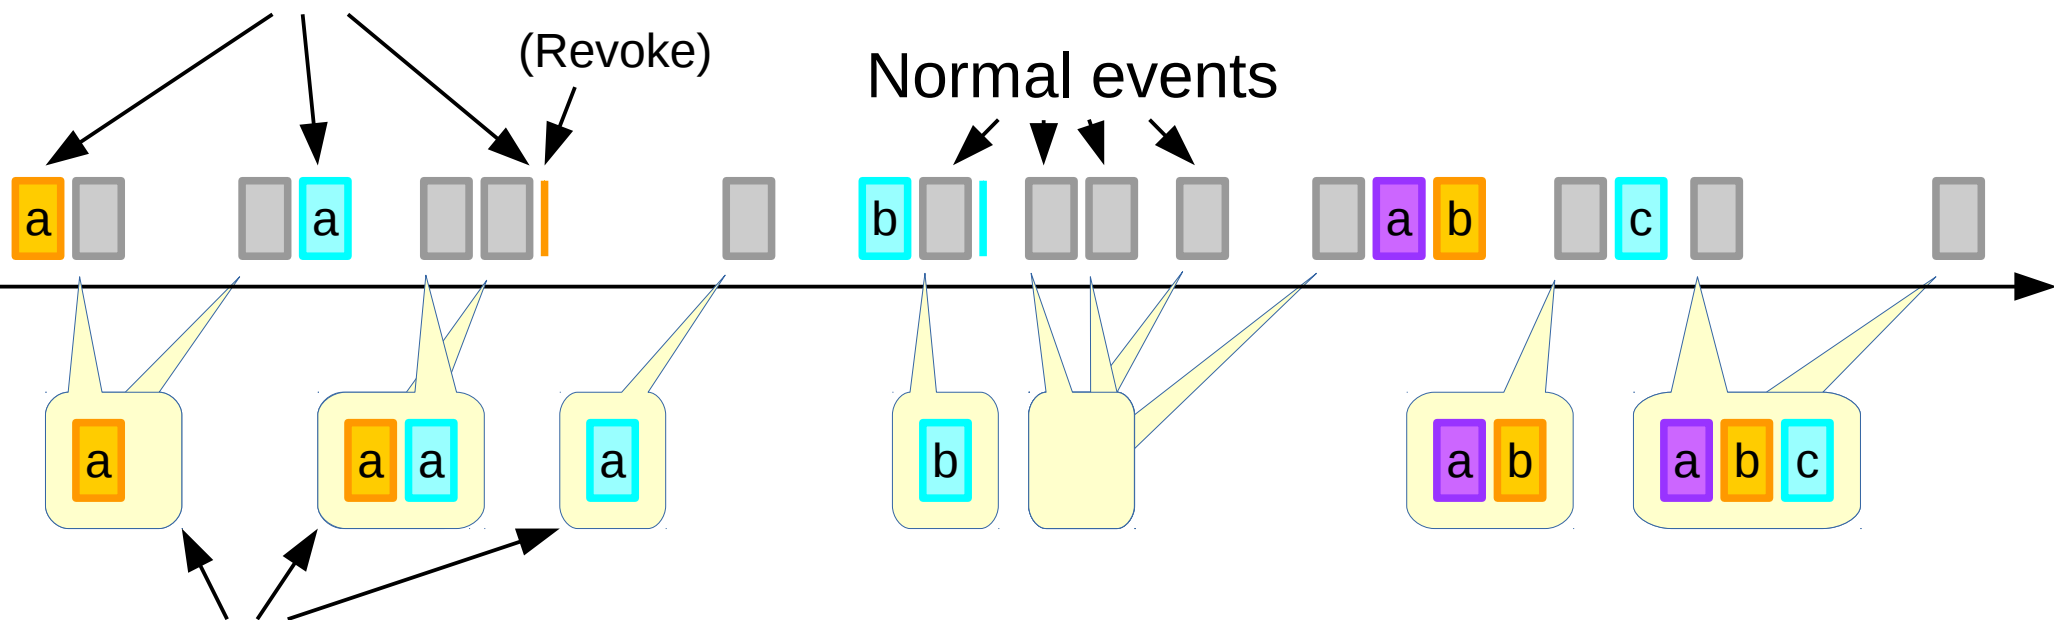 (Revoke)
Normal events
a a b a b c
a a a a b a b a b c